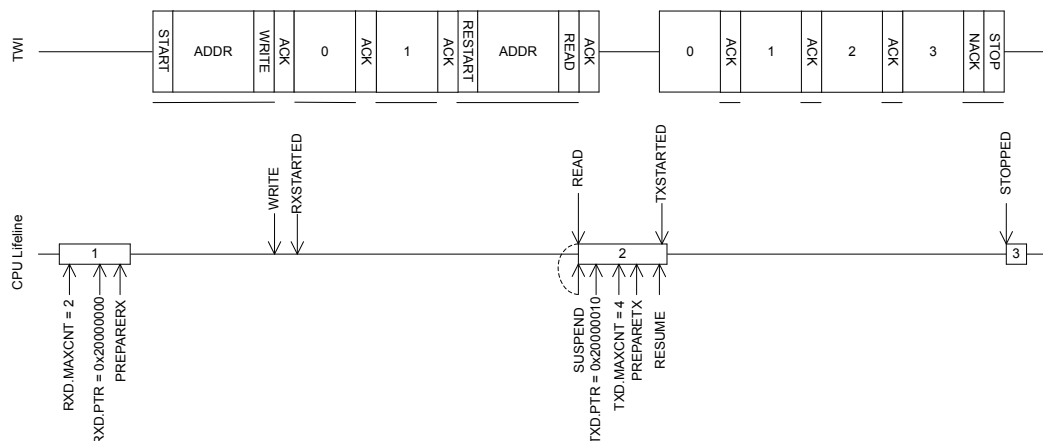 TWI
START
ADDR
WRITE
ACK
0
ACK
1
ACK
RESTART
ADDR
READ
ACK
0
ACK
1
ACK
2
ACK
3
NACK
STOP
CPU Lifeline
WRITE
RXSTARTED
READ
TXSTARTED
STOPPED
1
2
3
RXD.MAXCNT = 2
RXD.PTR = 0x20000000
PREPARERX
SUSPEND
TXD.PTR = 0x20000010
TXD.MAXCNT = 4
PREPARETX
RESUME